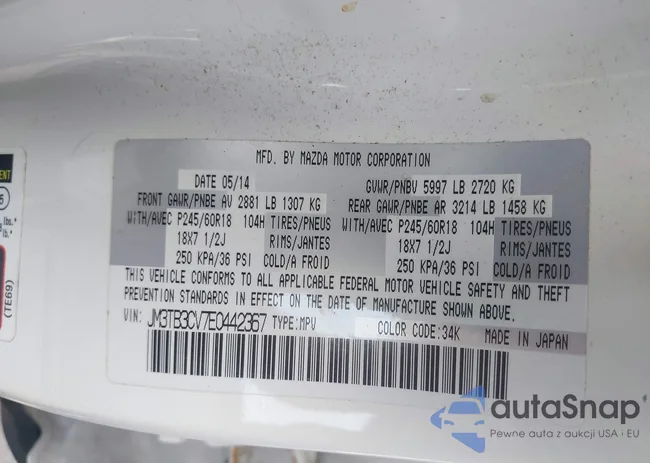 MFD. BY MAZDA MOTOR CORPORATION
DATE 05/14 GVWR/PNBV 5997 LB 2720 KG
FRONT GAWR/PNBE AV 2881 LB 1307 KG REAR GAWR/PNBE AR 3214 LB 1458 KG
WITH/AVEC P245/60R18 104H TIRES/PNEUS WITH/AVEC P245/60R18 104H TIRES/PNEUS
18X7 1/2J RIMS/JANTES 18X7 1/2J RIMS/JANTES
250 KPA/36 PSI COLD/A FROID 250 KPA/36 PSI COLD/A FROID
THIS VEHICLE CONFORMS TO ALL APPLICABLE FEDERAL MOTOR VEHICLE SAFETY AND THEFT
PREVENTION STANDARDS IN EFFECT ON THE DATE OF MANUFACTURE SHOWN ABOVE.
VIN: JM3TB3CV7E0442367 TYPE:MPV COLOR CODE:34K MADE IN JAPAN
(TE69)
lbs.*
autaSnap
Pewne auta z aukcji USA i EU